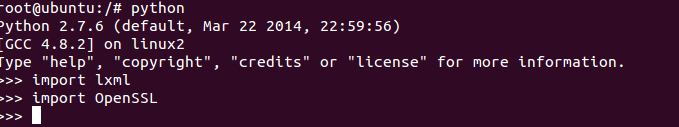 root@ubuntu:/# python
Python 2.7.6 (default, Mar 22 2014, 22:59:56)
[GCC 4.8.2] on linux2
Type "help", "copyright", "credits" or "license" for more information.
>>> import lxml
>>> import OpenSSL
>>>